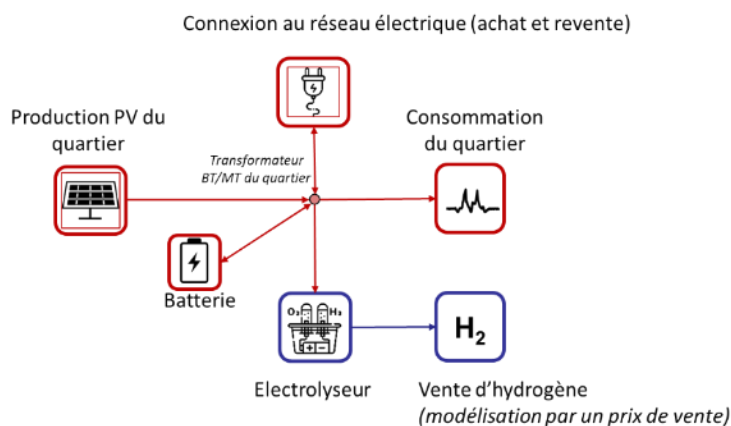 Connexion au réseau électrique (achat et revente)
Production PV du
quartier
Consommation
du quartier
Transformateur
BT/MT du quartier
Batterie
O₂ H₂
H₂
Electrolyseur
Vente d’hydrogène
(modélisation par un prix de vente)